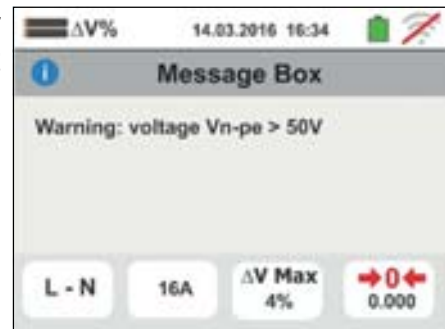 ΔV% 14.03.2016 16:34
Message Box
Warning: voltage Vn-pe > 50V
L - N 16A ΔV Max 4% 0 0.000